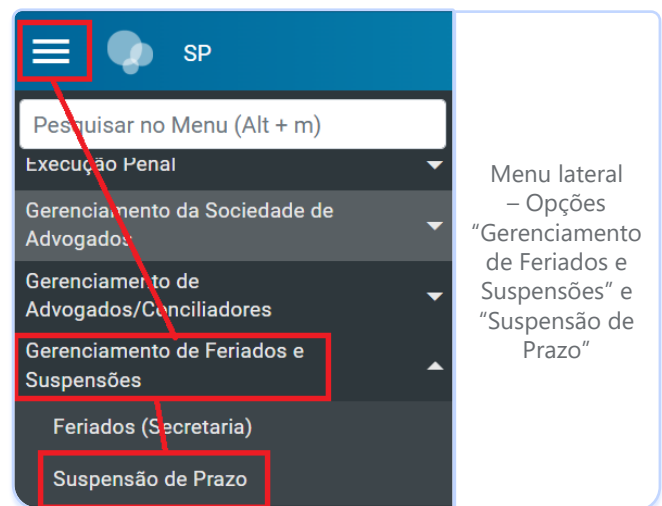 SP
Pesquisar no Menu (Alt + m)
Execução Penal
Gerenciamento da Sociedade de
Advogados
Gerenciamento de
Advogados/Conciliadores
Gerenciamento de Feriados e
Suspensões
Feriados (Secretaria)
Suspensão de Prazo
Menu lateral
– Opções
“Gerenciamento
de Feriados e
Suspensões” e
“Suspensão de
Prazo”